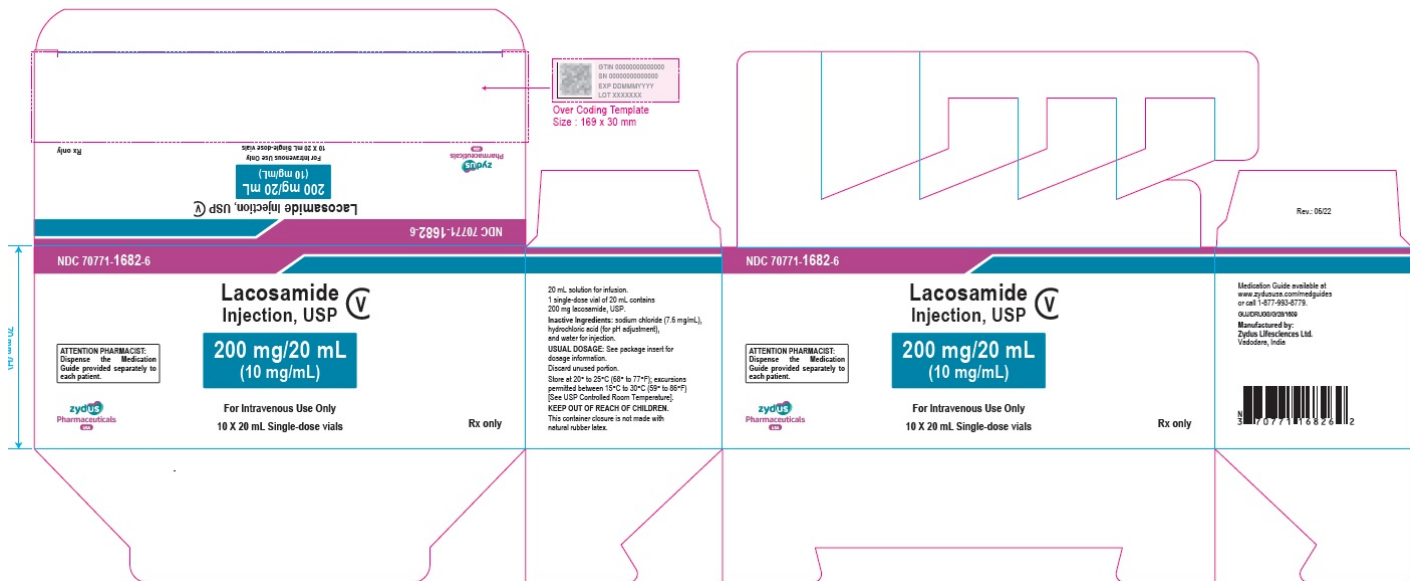 GTIN 00000000000000
SN 00000000000000
EXP DDMMMYYYY
LOT XXXXXXX
Over Coding Template
Size : 169 x 30 mm
NDC 70771-1682-6
Lacosamide Injection, USP CV
200 mg/20 mL
(10 mg/mL)
For Intravenous Use Only
10 X 20 mL Single-dose vials
Rx only
zydus
Pharmaceuticals
Rev.: 06/22
70 mm (H)
NDC 70771-1682-6
Lacosamide
Injection, USP
CV
200 mg/20 mL
(10 mg/mL)
ATTENTION PHARMACIST:
Dispense the Medication
Guide provided separately to
each patient.
For Intravenous Use Only
10 X 20 mL Single-dose vials
zydus
Pharmaceuticals
Rx only
20 mL solution for infusion.
1 single-dose vial of 20 mL contains
200 mg lacosamide, USP.
Inactive Ingredients: sodium chloride (7.5 mg/mL),
hydrochloric acid (for pH adjustment),
and water for injection.
USUAL DOSAGE: See package insert for
dosage information.
Discard unused portion.
Store at 20° to 25°C (68° to 77°F); excursions
permitted between 15°C to 30°C (59° to 86°F)
[See USP Controlled Room Temperature].
KEEP OUT OF REACH OF CHILDREN.
This container closure is not made with
natural rubber latex.
NDC 70771-1682-6
Lacosamide
Injection, USP
CV
200 mg/20 mL
(10 mg/mL)
ATTENTION PHARMACIST:
Dispense the Medication
Guide provided separately to
each patient.
For Intravenous Use Only
10 X 20 mL Single-dose vials
zydus
Pharmaceuticals
Rx only
Medication Guide available at
www.zydususa.com/medguides
or call 1-877-993-8779.
GUJ/DRUGS/G/28/1609
Manufactured by:
Zydus Lifesciences Ltd.
Vadodara, India
N
3 70771 16826 2